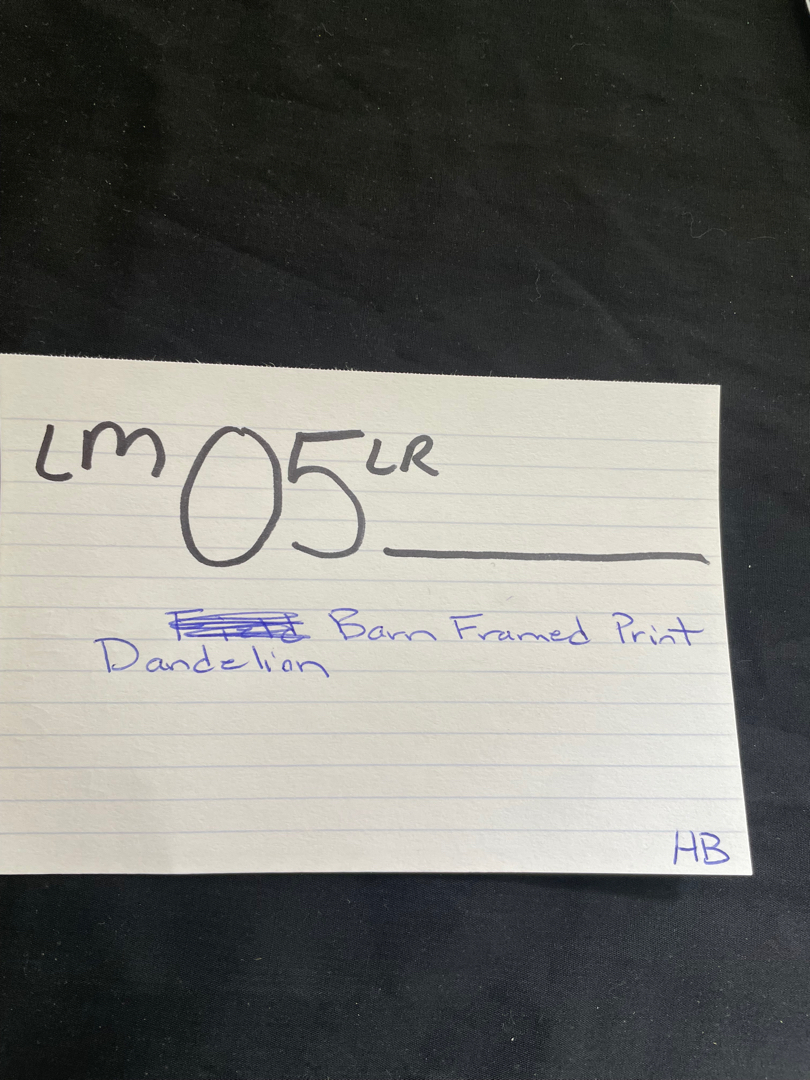 LM 05 LR
Barn Framed Print
Dandelion
HB